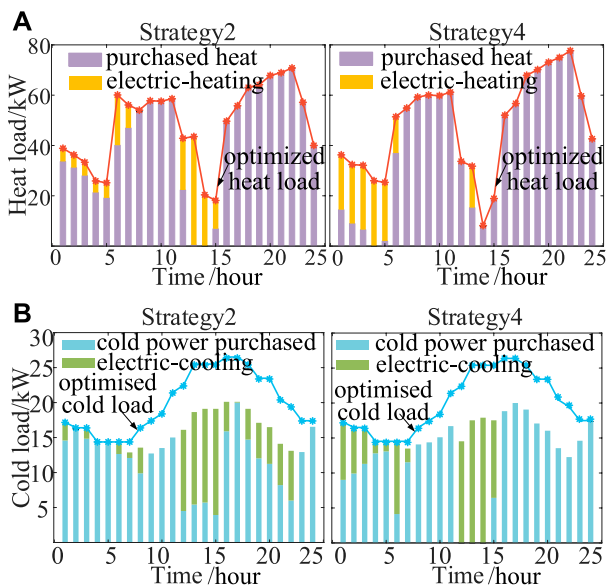 A
Strategy2
Strategy4
Heat load/kW
80
60
40
20
purchased heat
electric-heating
optimized
heat load
purchased heat
electric-heating
optimized
heat load
0 5 10 15 20 25
0 5 10 15 20 25
Time /hour
Time /hour
B
Strategy2
Strategy4
Cold load/kW
30
25
20
15
10
5
cold power purchased
electric-cooling
optimised
cold load
cold power purchased
electric-cooling
optimised
cold load
0 5 10 15 20 25
0 5 10 15 20 25
Time /hour
Time /hour